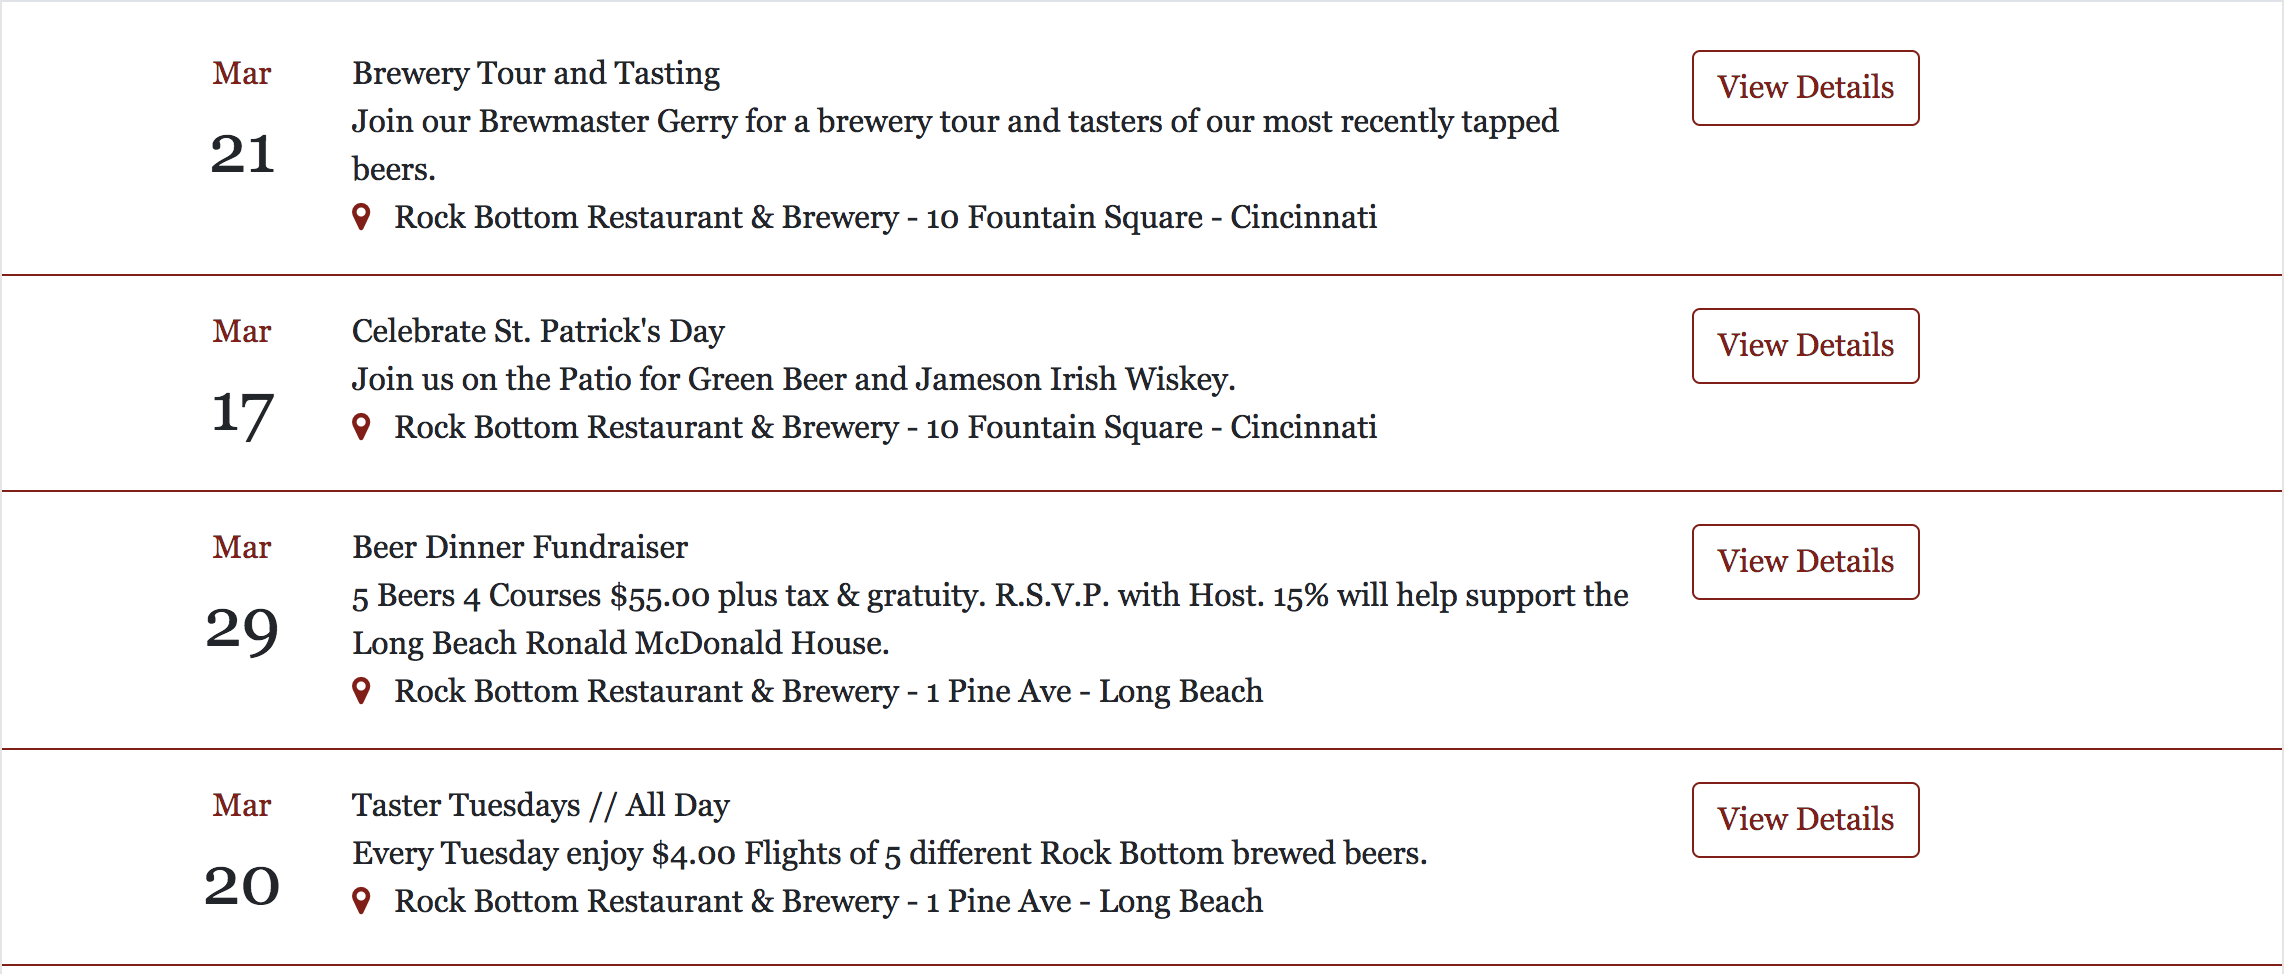 Mar
21
Brewery Tour and Tasting
Join our Brewmaster Gerry for a brewery tour and tasters of our most recently tapped
beers.
Rock Bottom Restaurant & Brewery - 10 Fountain Square - Cincinnati
View Details
Mar
17
Celebrate St. Patrick's Day
Join us on the Patio for Green Beer and Jameson Irish Wiskey.
Rock Bottom Restaurant & Brewery - 10 Fountain Square - Cincinnati
View Details
Mar
29
Beer Dinner Fundraiser
5 Beers 4 Courses $55.00 plus tax & gratuity. R.S.V.P. with Host. 15% will help support the
Long Beach Ronald McDonald House.
Rock Bottom Restaurant & Brewery - 1 Pine Ave - Long Beach
View Details
Mar
20
Taster Tuesdays // All Day
Every Tuesday enjoy $4.00 Flights of 5 different Rock Bottom brewed beers.
Rock Bottom Restaurant & Brewery - 1 Pine Ave - Long Beach
View Details